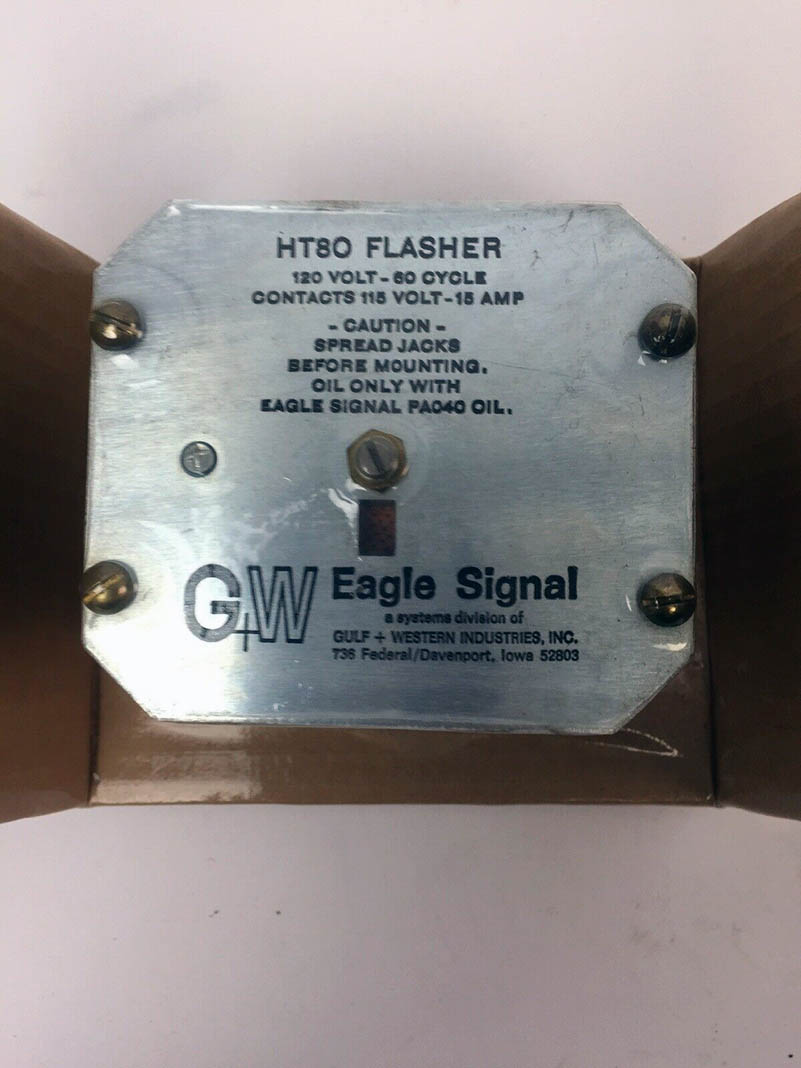 HT80 FLASHER
120 VOLT - 60 CYCLE
CONTACTS 115 VOLT - 15 AMP
- CAUTION -
SPREAD JACKS
BEFORE MOUNTING.
OIL ONLY WITH
EAGLE SIGNAL PA040 OIL.
G+W Eagle Signal
a systems division of
GULF + WESTERN INDUSTRIES, INC.
736 Federal/Davenport, Iowa 52803